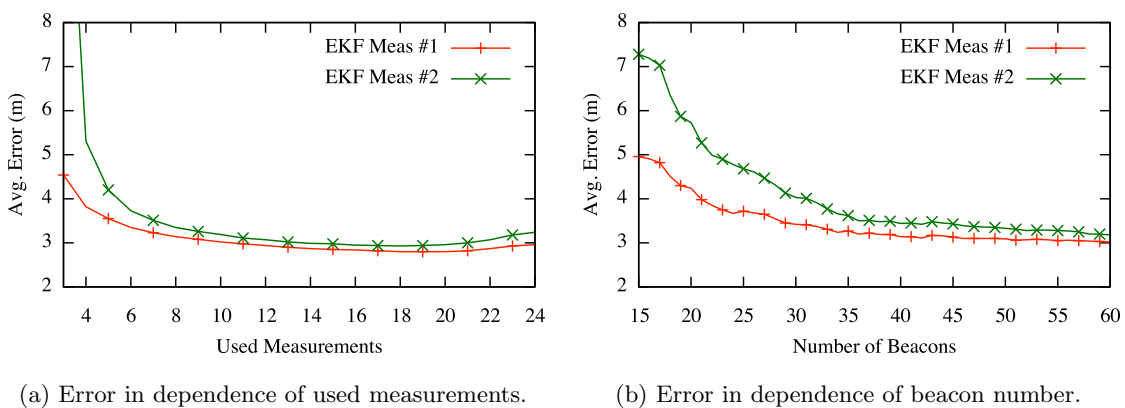 8
7
6
5
4
3
2
Avg. Error (m)
EKF Meas #1
EKF Meas #2
4 6 8 10 12 14 16 18 20 22 24
Used Measurements
(a) Error in dependence of used measurements.
8
7
6
5
4
3
2
Avg. Error (m)
EKF Meas #1
EKF Meas #2
15 20 25 30 35 40 45 50 55 60
Number of Beacons
(b) Error in dependence of beacon number.